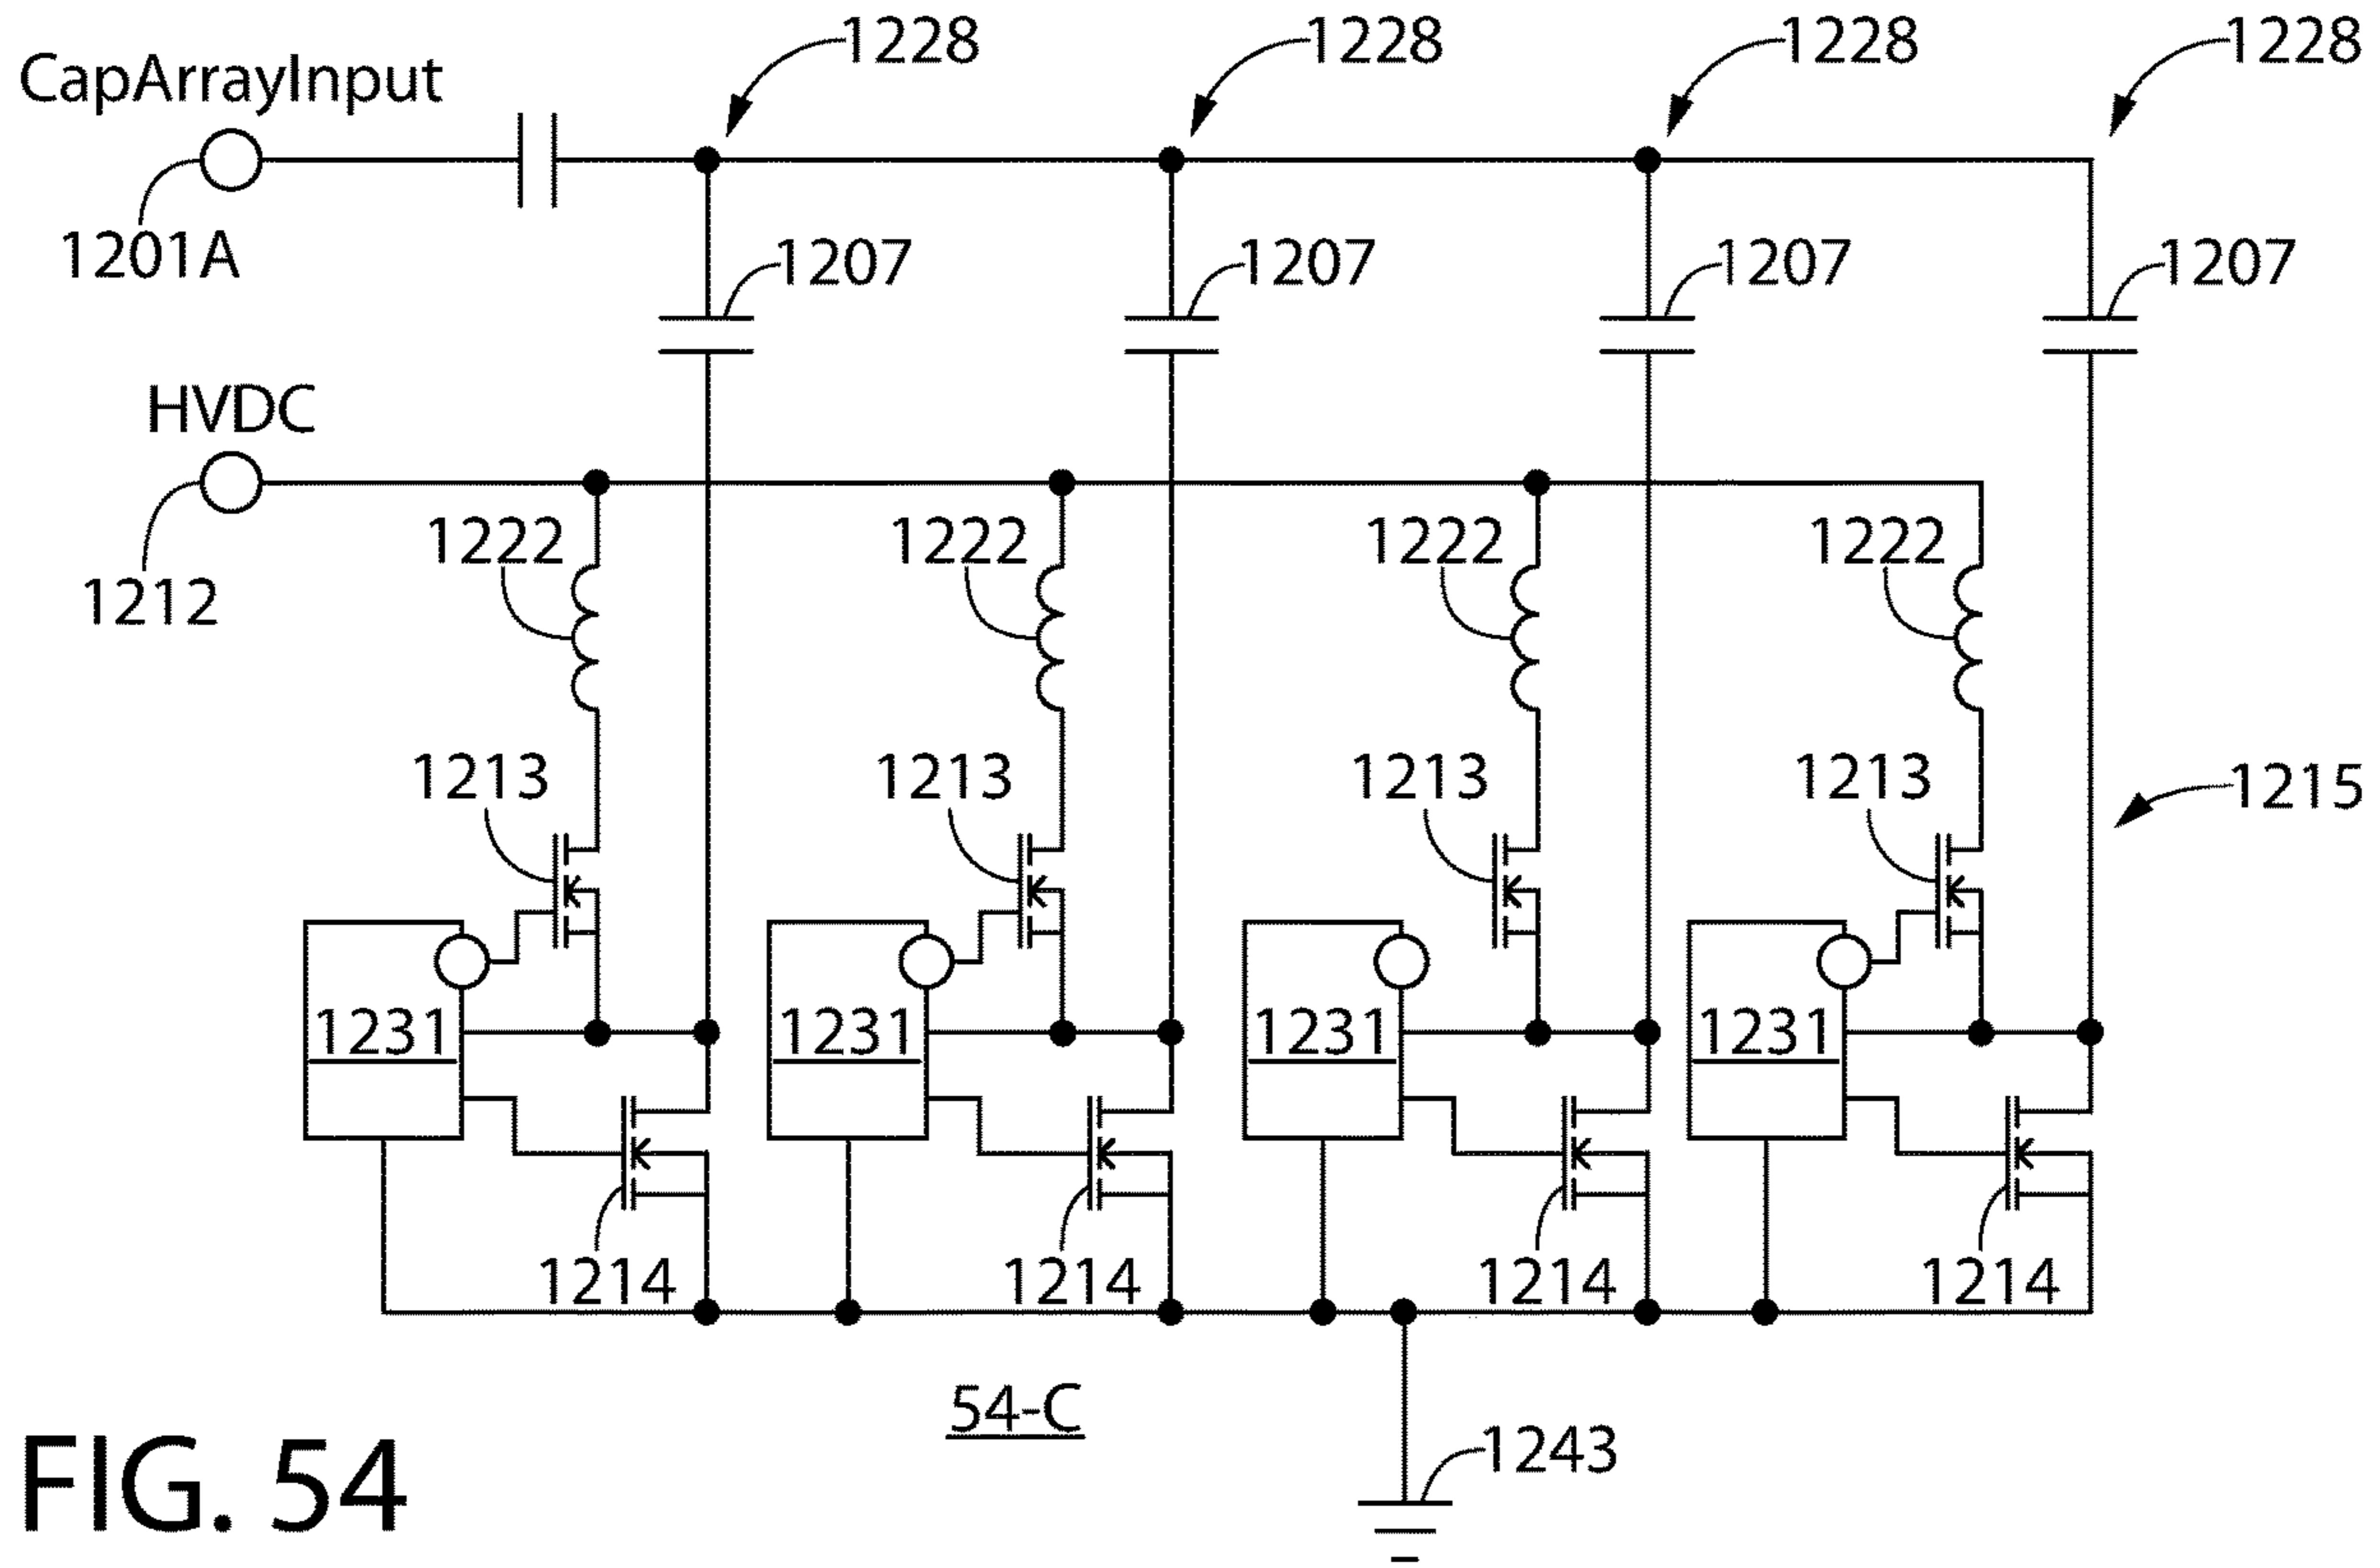 1228 1228 1228 1228
CapArrayInput
1201A
1207 1207 1207 1207
HVDC
1212
1222 1222 1222 1222
1213 1213 1213 1213
1215
1231 1231 1231 1231
1214 1214 1214 1214
54-C
1243
FIG. 54